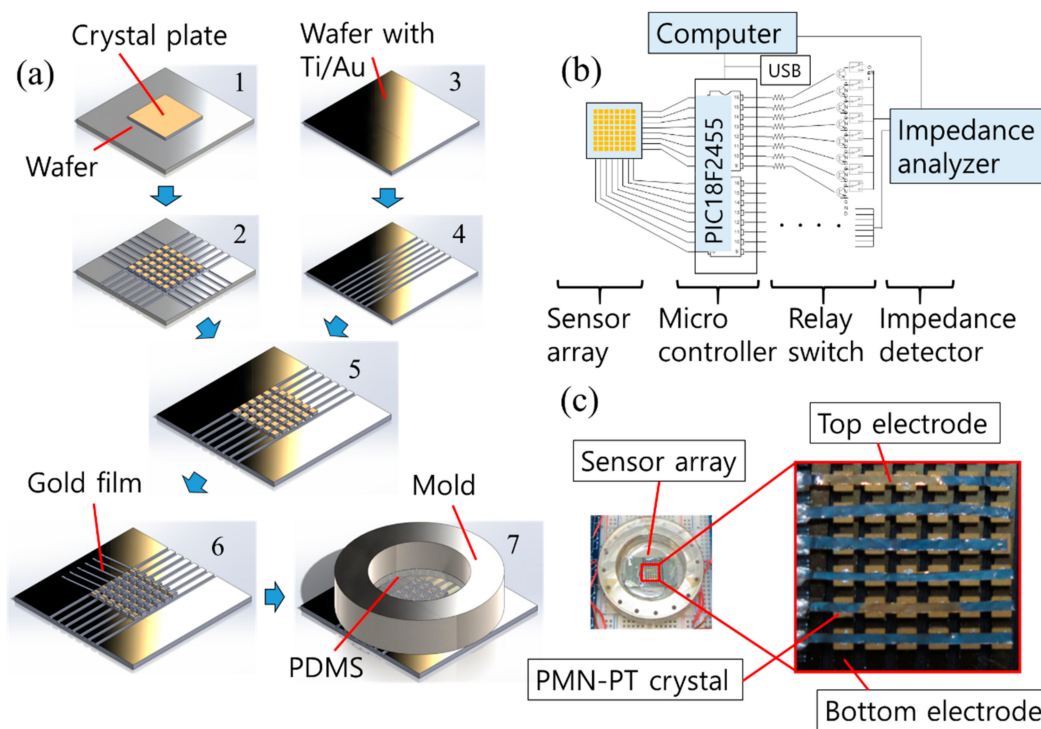 (a)
Crystal plate
Wafer with
Ti/Au
1
3
Wafer
2
4
5
Gold film
Mold
6
7
PDMS
(b)
Computer
USB
PIC18F2455
Impedance
analyzer
Sensor
array
Micro
controller
Relay
switch
Impedance
detector
(c)
Top electrode
Sensor array
PMN-PT crystal
Bottom electrode